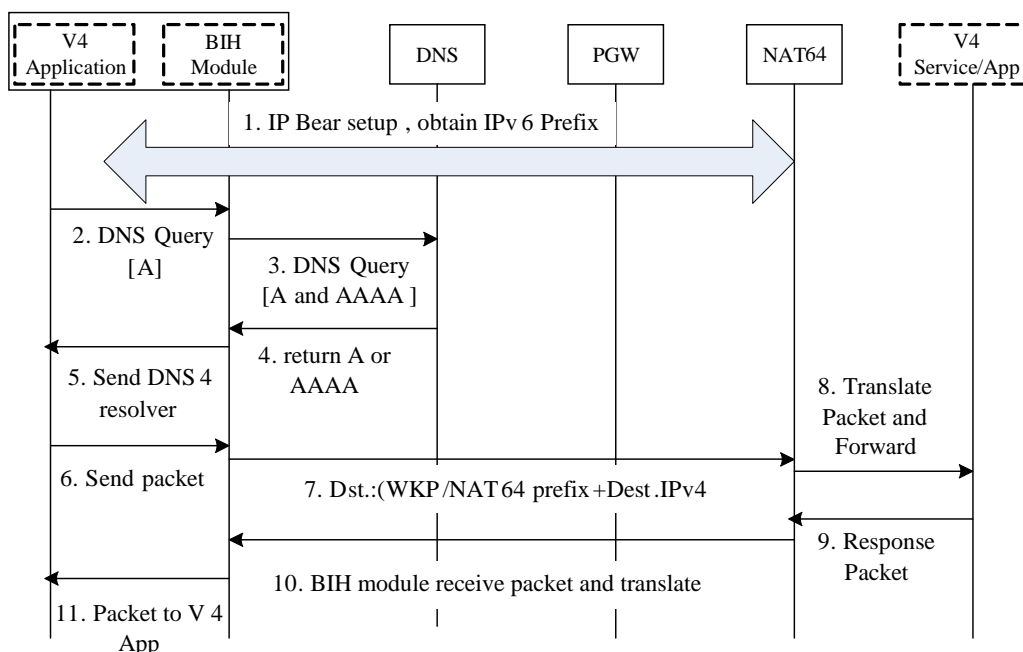 V4
Application
BIH
Module
DNS
PGW
NAT64
V4
Service/App
1. IP Bear setup , obtain IPv 6 Prefix
2. DNS Query
[A]
3. DNS Query
[A and AAAA ]
4. return A or
AAAA
5. Send DNS 4
resolver
6. Send packet
7. Dst.:(WKP/NAT64 prefix+Dest.IPv4
8. Translate
Packet and
Forward
9. Response
Packet
10. BIH module receive packet and translate
11. Packet to V 4
App